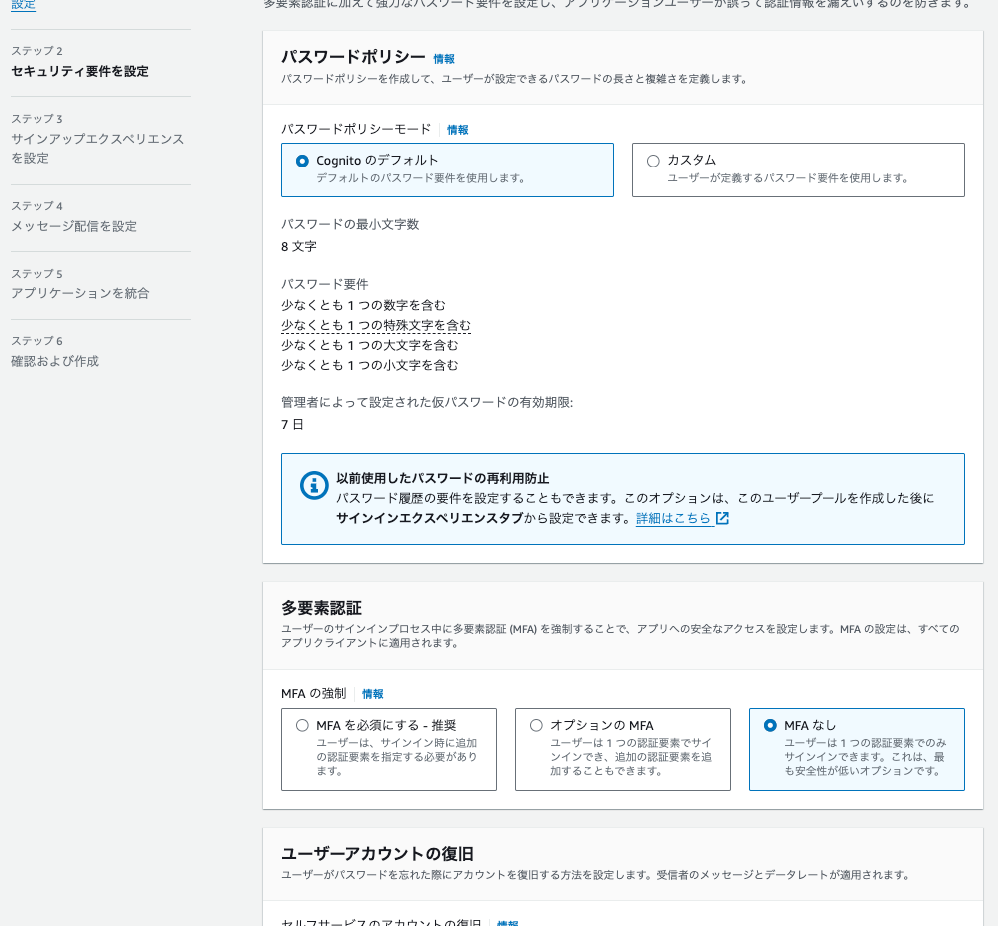 設定
ステップ 2
セキュリティ要件を設定
ステップ 3
サインアップエクスペリエンス
を設定
ステップ 4
メッセージ配信を設定
ステップ 5
アプリケーションを統合
ステップ 6
確認および作成
多要素認証に加えて強力なパスワード要件を設定し、アプリケーションユーザーが誤って認証情報を漏えいするのを防ぎます。
パスワードポリシー 情報
パスワードポリシーを作成して、ユーザーが設定できるパスワードの長さと複雑さを定義します。
パスワードポリシーモード 情報
Cognito のデフォルト
デフォルトのパスワード要件を使用します。
カスタム
ユーザーが定義するパスワード要件を使用します。
パスワードの最小文字数
8 文字
パスワード要件
少なくとも 1 つの数字を含む
少なくとも 1 つの特殊文字を含む
少なくとも 1 つの大文字を含む
少なくとも 1 つの小文字を含む
管理者によって設定された仮パスワードの有効期限:
7 日
以前使用したパスワードの再利用防止
パスワード履歴の要件を設定することもできます。このオプションは、このユーザープールを作成した後に
サインインエクスペリエンスタブから設定できます。詳細はこちら
多要素認証
ユーザーのサインインプロセス中に多要素認証 (MFA) を強制することで、アプリへの安全なアクセスを設定します。MFA の設定は、すべての
アプリクライアントに適用されます。
MFA の強制 情報
MFA を必須にする - 推奨
ユーザーは、サインイン時に追加
の認証要素を指定する必要があり
ます。
オプションの MFA
ユーザーは 1 つの認証要素でサイ
ンインでき、追加の認証要素を追
加することもできます。
MFA なし
ユーザーは 1 つの認証要素でのみ
サインインできます。これは、最
も安全性が低いオプションです。
ユーザーアカウントの復旧
ユーザーがパスワードを忘れた際にアカウントを復旧する方法を設定します。受信者のメッセージとデータレートが適用されます。
セルフサービスのアカウントの復旧 情報